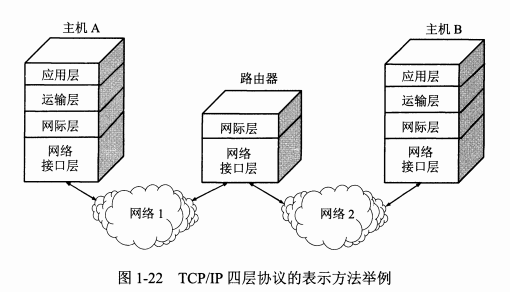 主机 A
应用层
运输层
网际层
网络
接口层
路由器
网际层
网络
接口层
主机 B
应用层
运输层
网际层
网络
接口层
网络 1
网络 2
图 1-22 TCP/IP 四层协议的表示方法举例